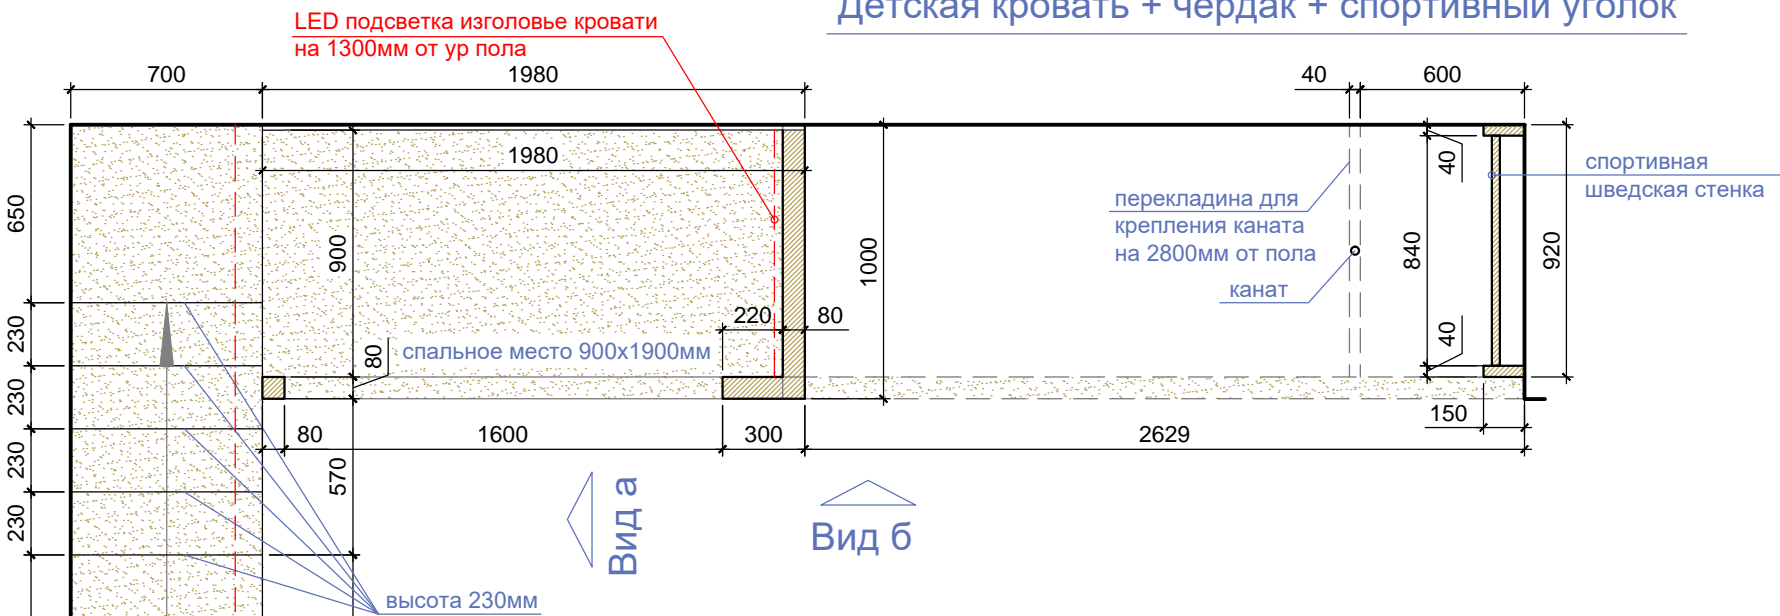 Детская кровать + чердак + спортивный уголок
LED подсветка изголовье кровати
на 1300мм от ур пола
700
1980
40
600
1980
650
900
1000
40
840
920
спортивная
шведская стенка
перекладина для
крепления каната
на 2800мм от пола
канат
220
80
230
80
спальное место 900х1900мм
40
230
80
1600
300
2629
150
230
570
230
Вид а
Вид б
высота 230мм